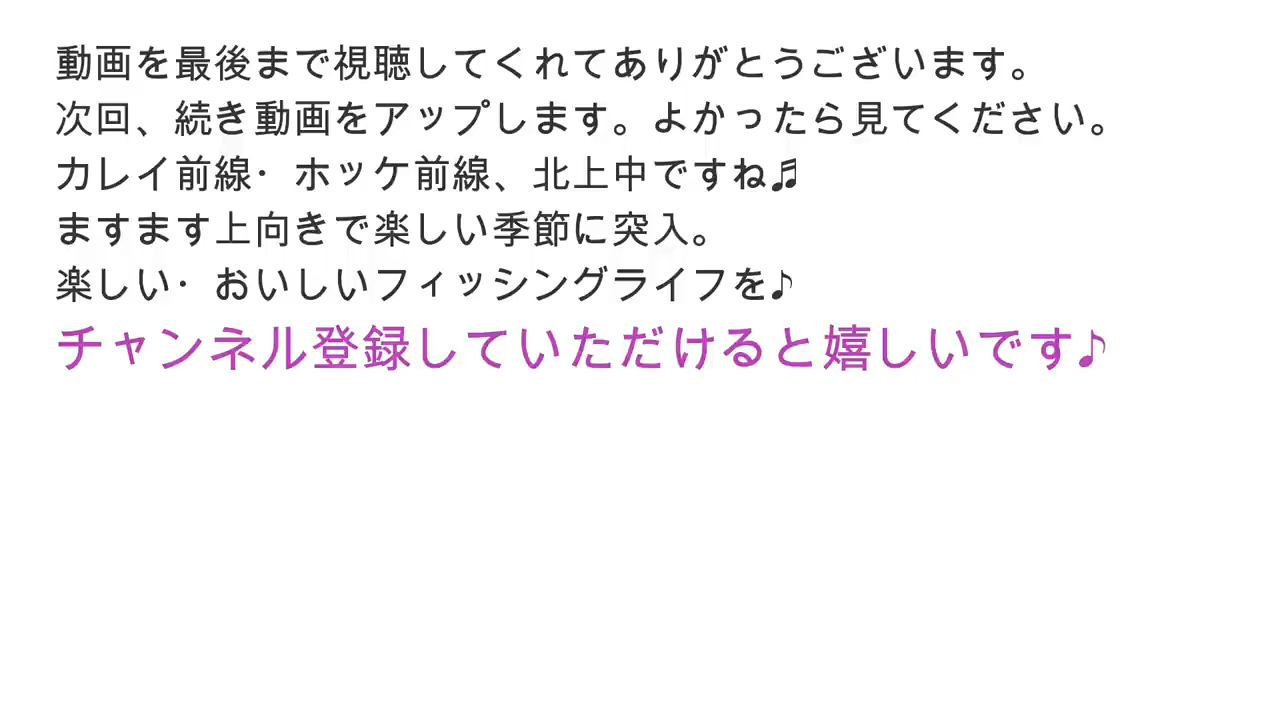 動画を最後まで視聴してくれてありがとうございます。
次回、続き動画をアップします。よかったら見てください。
カレイ前線・ホッケ前線、北上中ですね♬
ますます上向きで楽しい季節に突入。
楽しい・おいしいフィッシングライフを♪
チャンネル登録していただけると嬉しいです♪